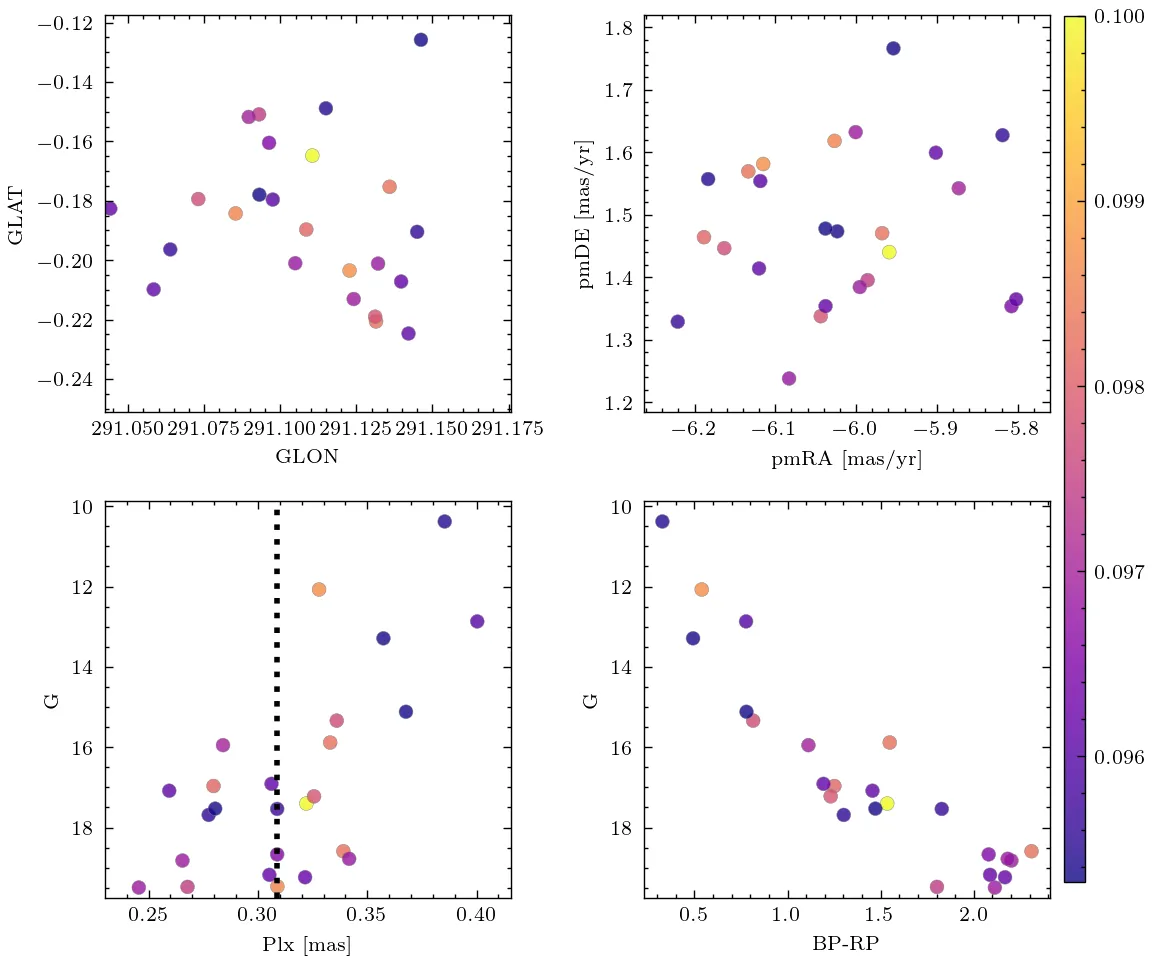 −0.12
−0.14
−0.16
−0.18
−0.20
−0.22
−0.24
GLAT
291.050 291.075 291.100 291.125 291.150 291.175
GLON
1.8
1.7
1.6
1.5
1.4
1.3
1.2
pmDE [mas/yr]
−6.2 −6.1 −6.0 −5.9 −5.8
pmRA [mas/yr]
0.100
0.099
0.098
0.097
0.096
10
12
14
16
18
G
0.25 0.30 0.35 0.40
Plx [mas]
10
12
14
16
18
G
0.5 1.0 1.5 2.0
BP-RP